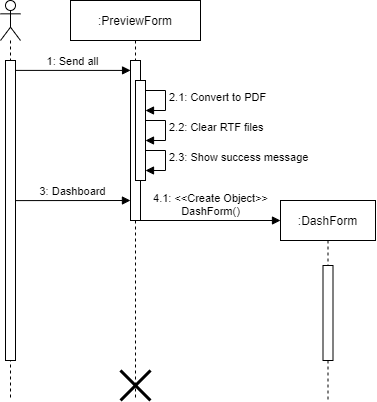 :PreviewForm
1: Send all
2.1: Convert to PDF
2.2: Clear RTF files
2.3: Show success message
3: Dashboard
4.1: <<Create Object>>
DashForm()
:DashForm